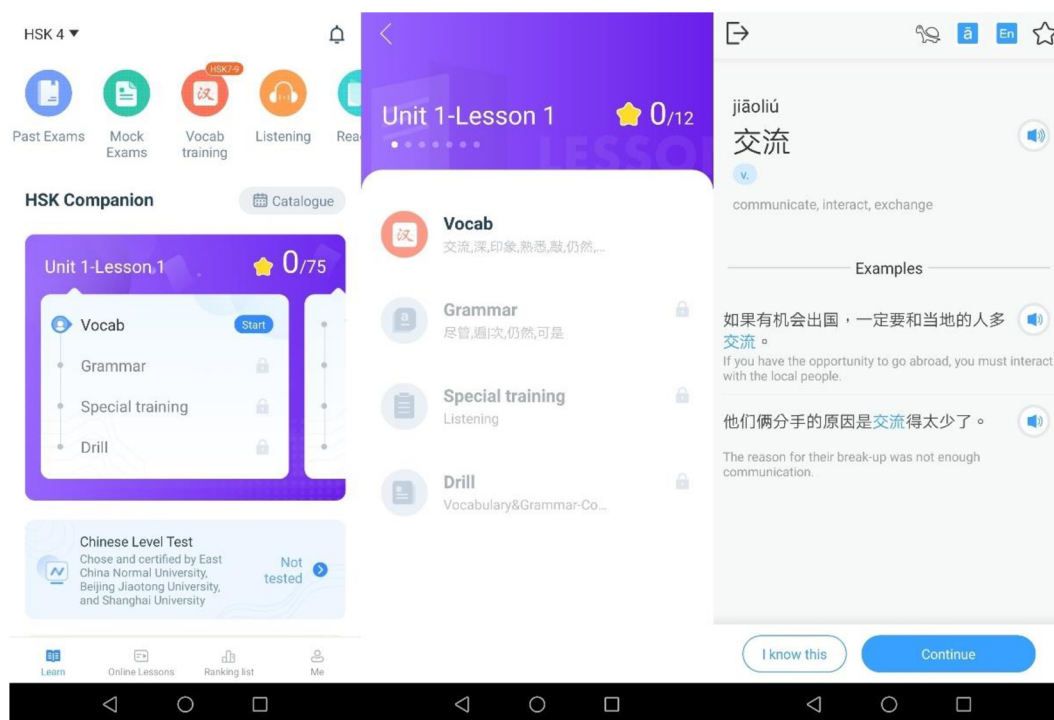 HSK 4
HSK7-9
汉
Past Exams
Mock
Exams
Vocab
training
Listening
Rea
HSK Companion
Catalogue
Unit 1-Lesson 1
0/75
Vocab
Start
Grammar
Special training
Drill
Chinese Level Test
Chose and certified by East
China Normal University,
Beijing Jiaotong University,
and Shanghai University
Not
tested
Learn
Online Lessons
Ranking list
Me
Unit 1-Lesson 1
0/12
LESSO
汉
Vocab
交流,深,印象,熟悉,敲,仍然,...
a
Grammar
尽管,遍|次,仍然,可是
Special training
Listening
Drill
Vocabulary&Grammar-Co...
ā
En
jiāoliú
交流
v.
communicate, interact, exchange
Examples
如果有机会出国，一定要和当地的人多
交流。
If you have the opportunity to go abroad, you must interact
with the local people.
他们俩分手的原因是交流得太少了。
The reason for their break-up was not enough
communication.
I know this
Continue